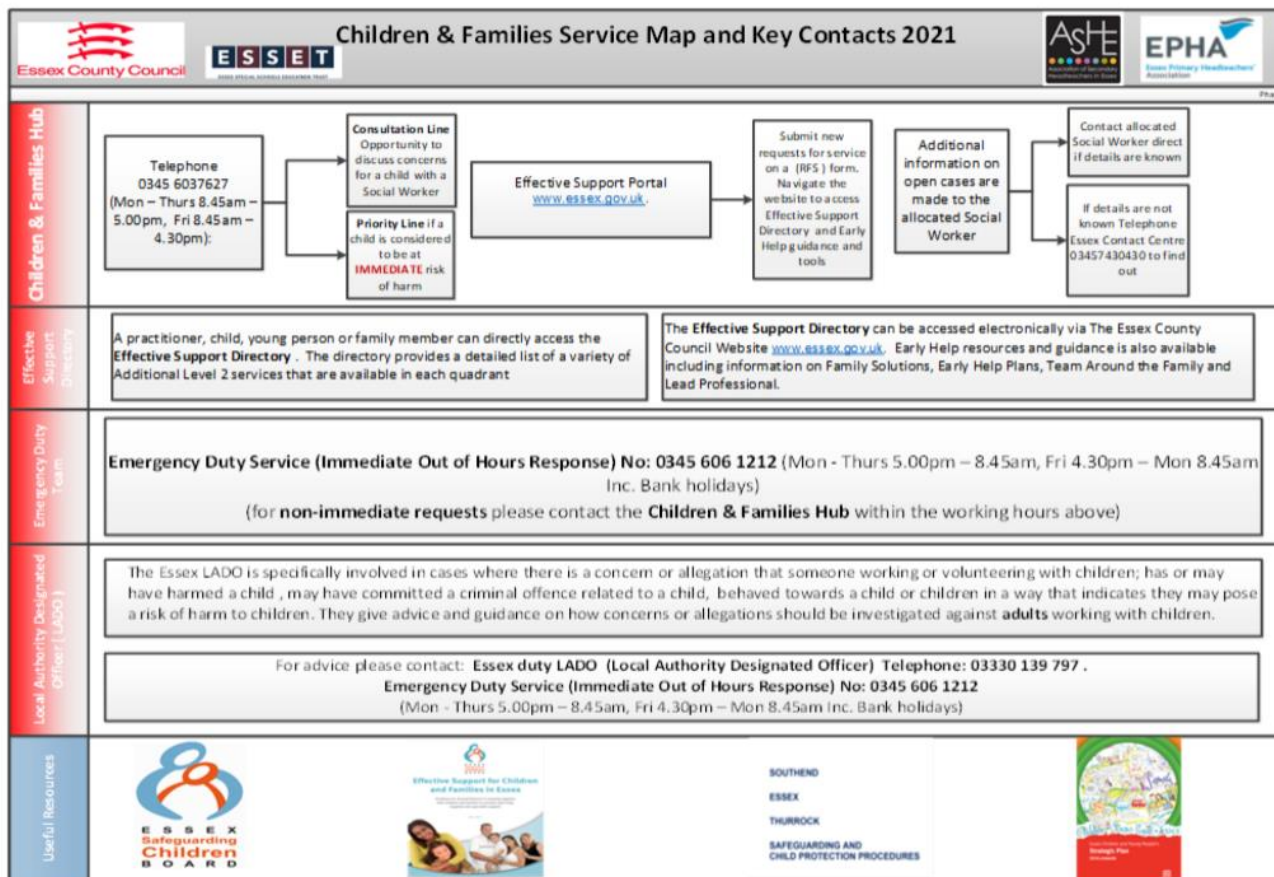 Children & Families Service Map and Key Contacts 2021
Essex County Council
ESSET
ESSEX SPECIAL SCHOOLS EDUCATION TRUST
ASHE
Association of Secondary
Headteachers in Essex
EPHA
Essex Primary Headteachers'
Association
Pha
Children & Families Hub
Telephone
0345 6037627
(Mon – Thurs 8.45am –
5.00pm, Fri 8.45am –
4.30pm):
Consultation Line
Opportunity to
discuss concerns
for a child with a
Social Worker
Priority Line if a
child is considered
to be at
IMMEDIATE risk
of harm
Effective Support Portal
www.essex.gov.uk.
Submit new
requests for service
on a (RFS) form.
Navigate the
website to access
Effective Support
Directory and Early
Help guidance and
tools
Additional
information on
open cases are
made to the
allocated Social
Worker
Contact allocated
Social Worker direct
if details are known
If details are not
known Telephone
Essex Contact Centre
03457430430 to find
out
Effective
Support
Directory
A practitioner, child, young person or family member can directly access the
Effective Support Directory . The directory provides a detailed list of a variety of
Additional Level 2 services that are available in each quadrant
The Effective Support Directory can be accessed electronically via The Essex County
Council Website www.essex.gov.uk. Early Help resources and guidance is also available
including information on Family Solutions, Early Help Plans, Team Around the Family and
Lead Professional.
Emergency Duty
Team
Emergency Duty Service (Immediate Out of Hours Response) No: 0345 606 1212 (Mon - Thurs 5.00pm – 8.45am, Fri 4.30pm – Mon 8.45am
Inc. Bank holidays)
(for non-immediate requests please contact the Children & Families Hub within the working hours above)
Local Authority Designated
Officer ( LADO )
The Essex LADO is specifically involved in cases where there is a concern or allegation that someone working or volunteering with children; has or may
have harmed a child , may have committed a criminal offence related to a child, behaved towards a child or children in a way that indicates they may pose
a risk of harm to children. They give advice and guidance on how concerns or allegations should be investigated against adults working with children.
For advice please contact: Essex duty LADO (Local Authority Designated Officer) Telephone: 03330 139 797 .
Emergency Duty Service (Immediate Out of Hours Response) No: 0345 606 1212
(Mon - Thurs 5.00pm – 8.45am, Fri 4.30pm – Mon 8.45am Inc. Bank holidays)
Useful Resources
ESSEX
Safeguarding
Children
BOARD
Effective Support for Children
and Families in Essex
SOUTHEND
ESSEX
THURROCK
SAFEGUARDING AND
CHILD PROTECTION PROCEDURES
Essex Children and Young People's
Strategic Plan